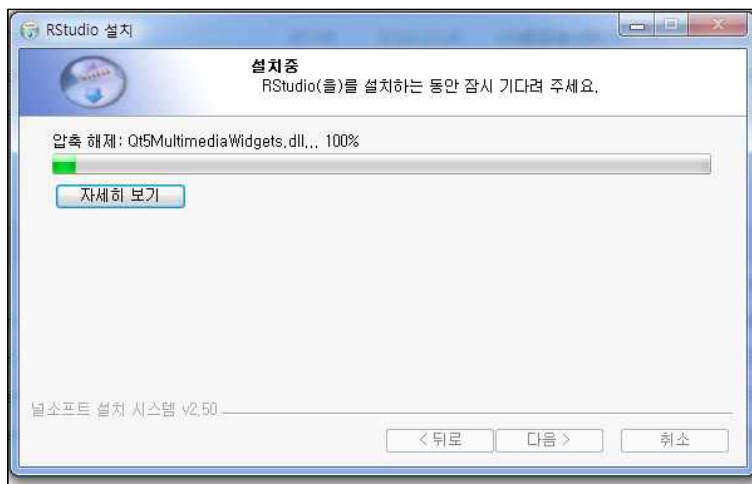 RStudio 설치
설치중
RStudio(을)를 설치하는 동안 잠시 기다려 주세요.
압축 해제: Qt5MultimediaWidgets.dll... 100%
자세히 보기
널소프트 설치 시스템 v2.50
< 뒤로
다음 >
취소